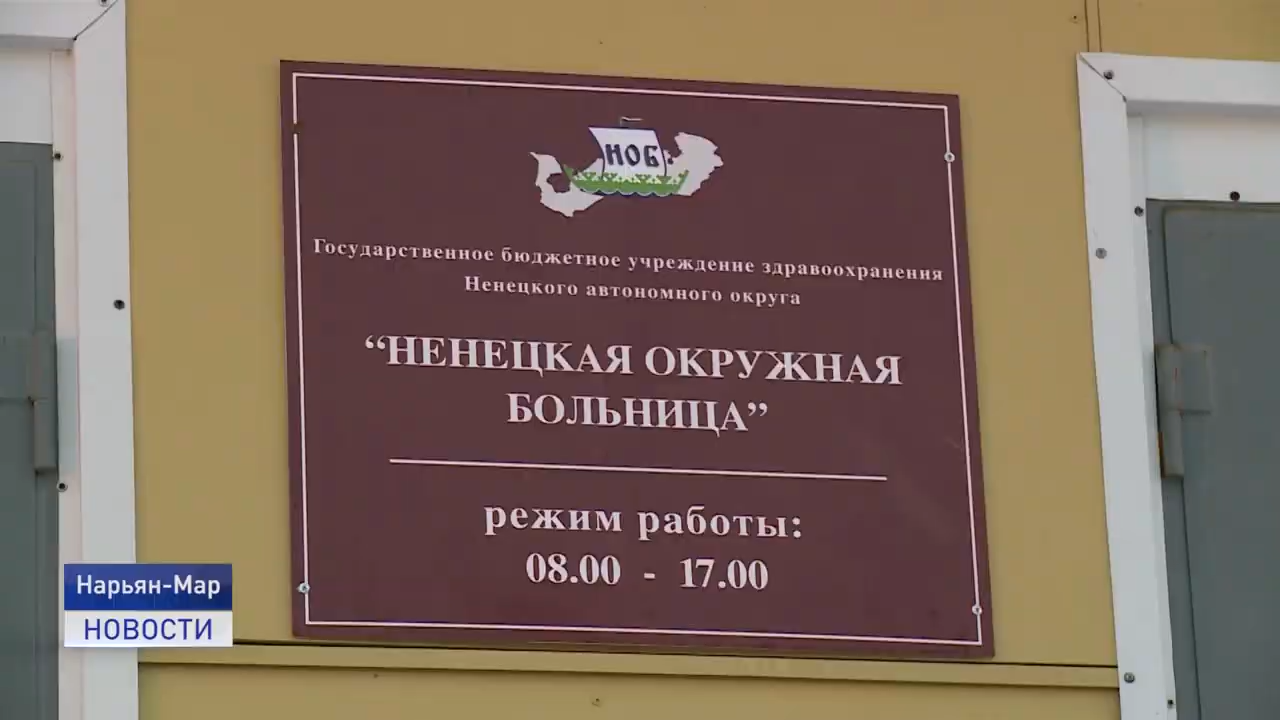 НОБ
Государственное бюджетное учреждение здравоохранения
Ненецкого автономного округа
“НЕНЕЦКАЯ ОКРУЖНАЯ
БОЛЬНИЦА”
режим работы:
08.00 - 17.00
Нарьян-Мар
НОВОСТИ